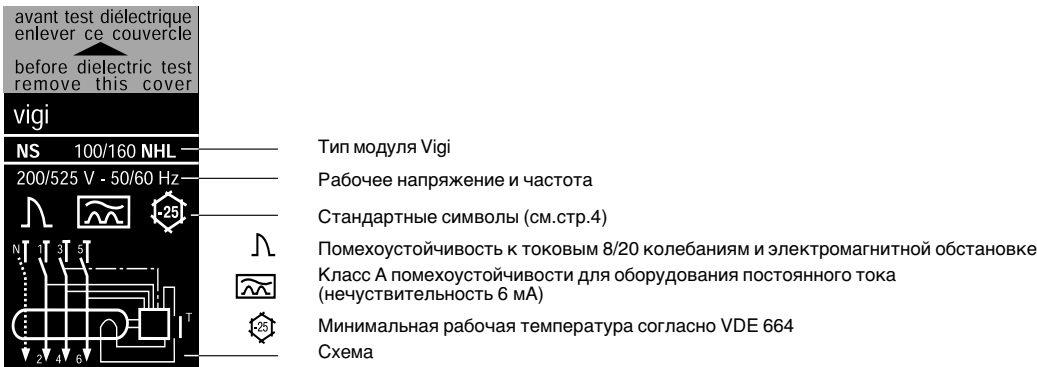 avant test diélectrique
enlever ce couvercle
before dielectric test
remove this cover
vigi
NS 100/160 NHL
Тип модуля Vigi
200/525 V - 50/60 Hz
Рабочее напряжение и частота
-25
Стандартные символы (см.стр.4)
Помехоустойчивость к токовым 8/20 колебаниям и электромагнитной обстановке
Класс А помехоустойчивости для оборудования постоянного тока
(нечуствительность 6 мА)
-25
Минимальная рабочая температура согласно VDE 664
N 1 3 5
T
2 4 6
Схема